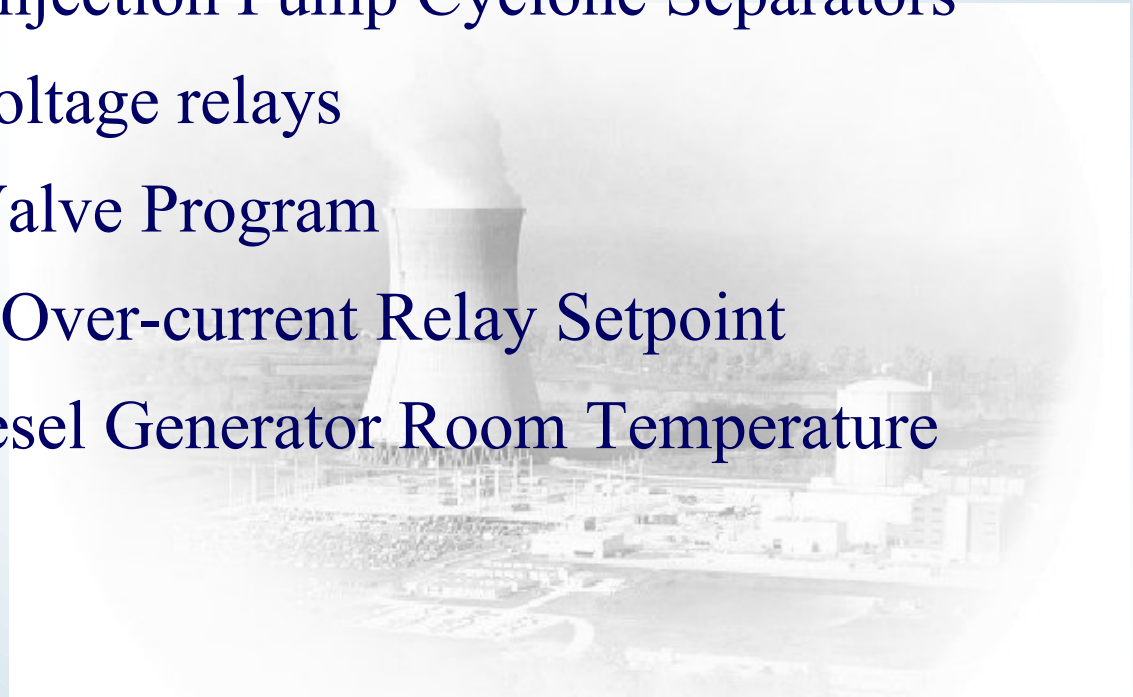 Injection Pump Cyclone Separators
oltage relays
Valve Program
Over-current Relay Setpoint
esel Generator Room Temperature